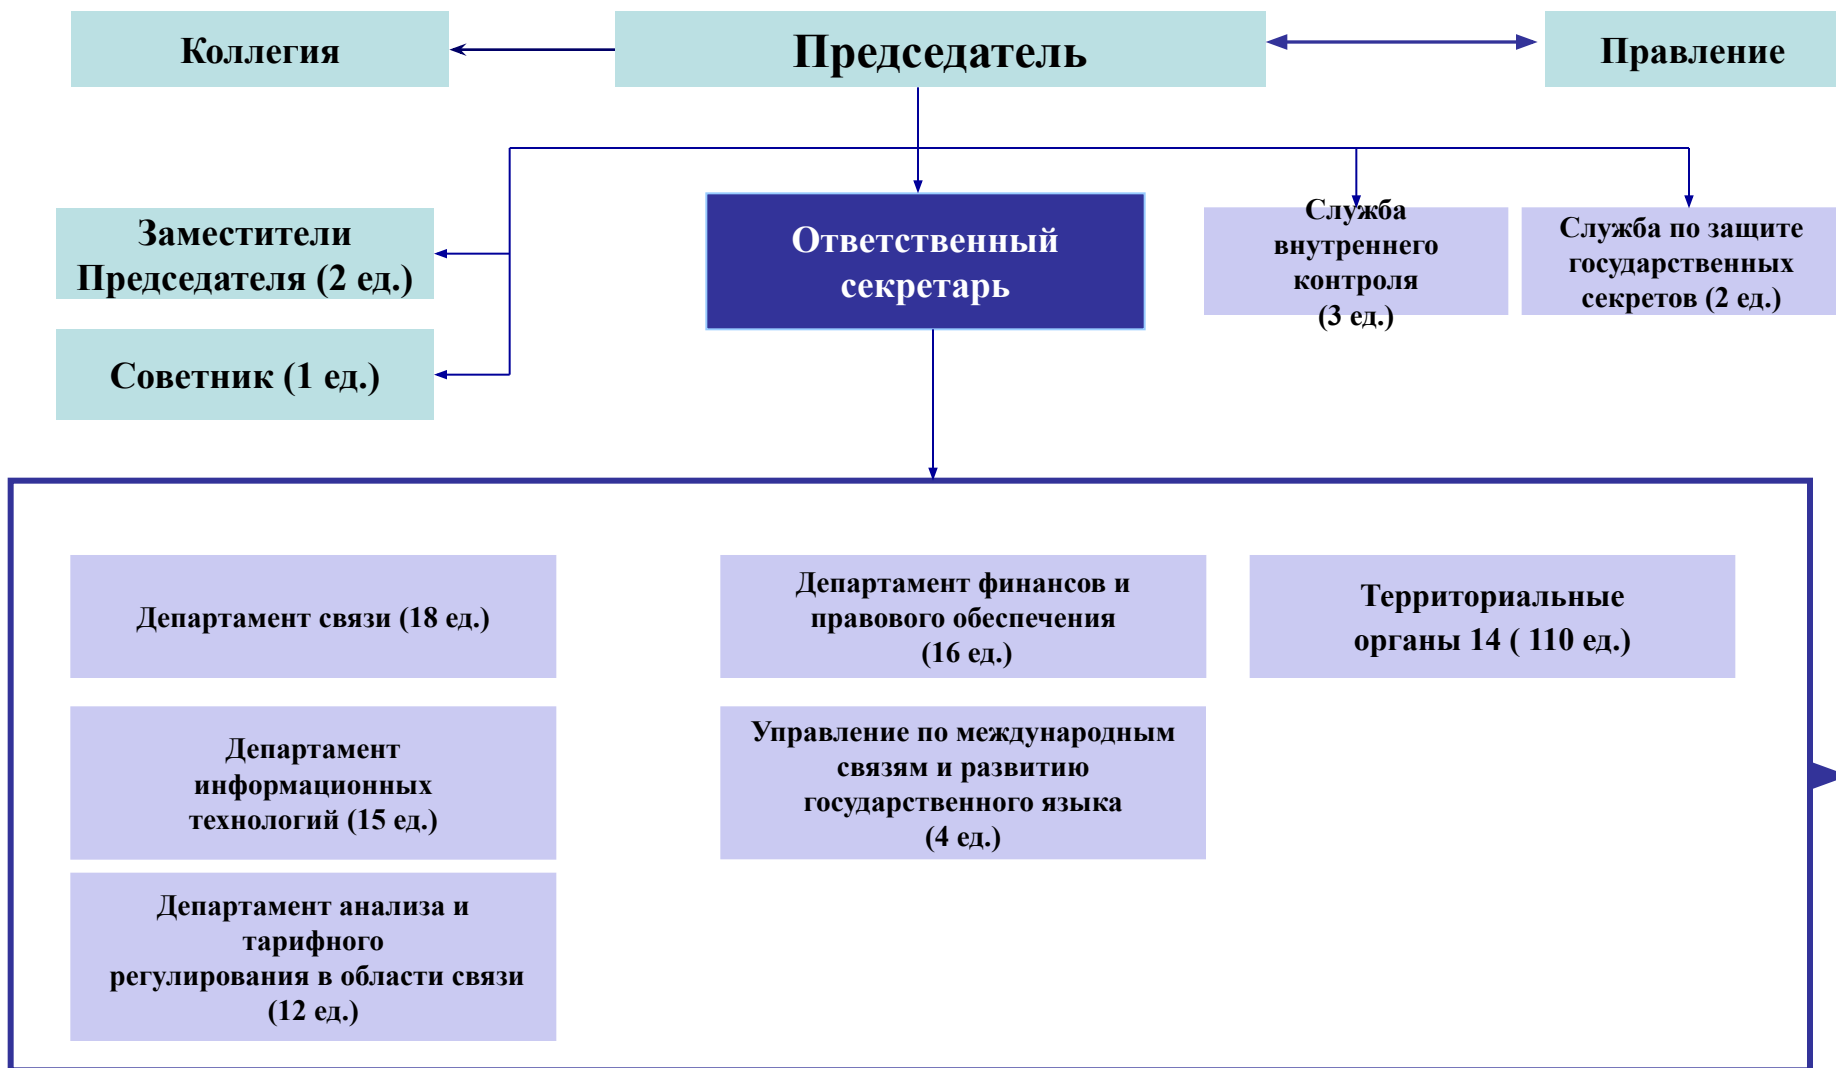 Коллегия
Председатель
Правление
Заместители
Председателя (2 ед.)
Советник (1 ед.)
Ответственный
секретарь
Служба
внутреннего
контроля
(3 ед.)
Служба по защите
государственных
секретов (2 ед.)
Департамент связи (18 ед.)
Департамент финансов и
правового обеспечения
(16 ед.)
Территориальные
органы 14 ( 110 ед.)
Департамент
информационных
технологий (15 ед.)
Управление по международным
связям и развитию
государственного языка
(4 ед.)
Департамент анализа и
тарифного
регулирования в области связи
(12 ед.)